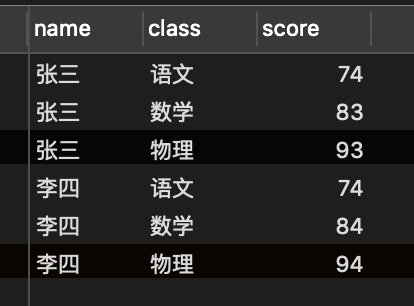 name class score
张三 语文 74
张三 数学 83
张三 物理 93
李四 语文 74
李四 数学 84
李四 物理 94